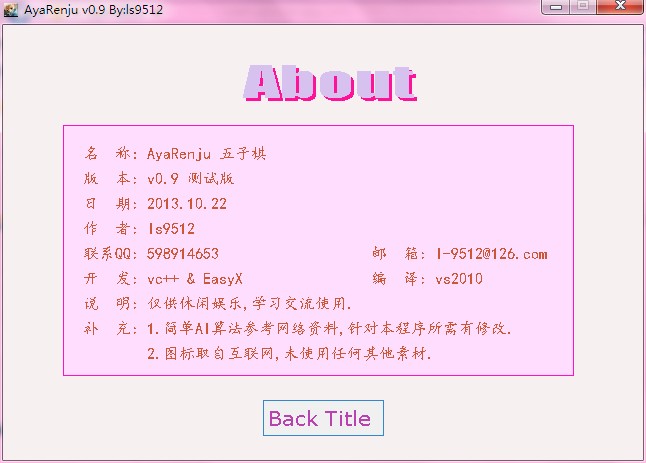 AyaRenju v0.9 By:ls9512
About
名 称: AyaRenju 五子棋
版 本: v0.9 测试版
日 期: 2013.10.22
作 者: ls9512
联系QQ: 598914653 邮 箱: l-9512@126.com
开 发: vc++ & EasyX 编 译: vs2010
说 明: 仅供休闲娱乐,学习交流使用.
补 充: 1.简单AI算法参考网络资料,针对本程序所需有修改.
2.图标取自互联网,未使用任何其他素材.
Back Title